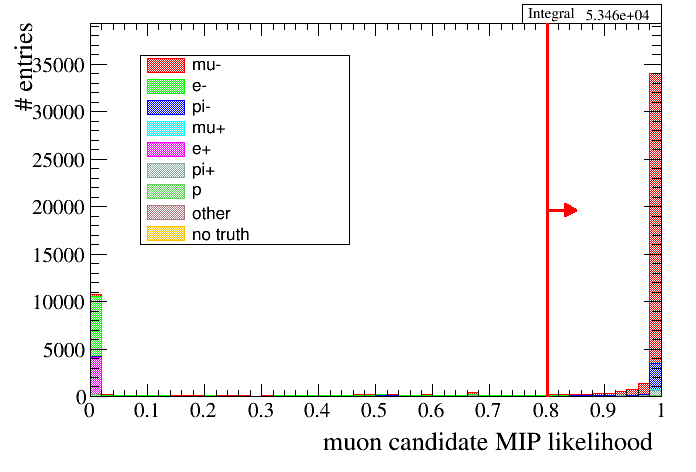 Integral 5.346e+04
# entries
35000
30000
25000
20000
15000
10000
5000
0
mu-
e-
pi-
mu+
e+
pi+
p
other
no truth
0 0.1 0.2 0.3 0.4 0.5 0.6 0.7 0.8 0.9 1
muon candidate MIP likelihood